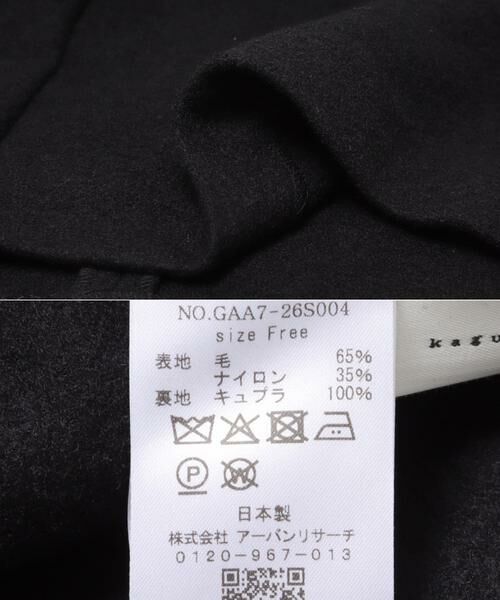 NO.GAA7-26S004
size Free
表地 毛 65%
ナイロン 35%
裏地 キュプラ 100%
P W
日本製
株式会社 アーバンリサーチ
0120-967-013